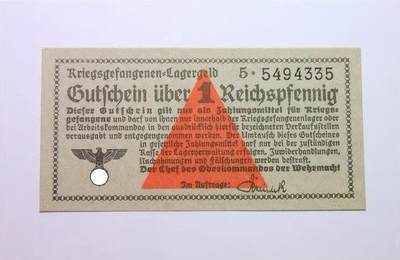 Kriegsgefangenen-Lagergeld 5 * 5494335
Gutschein über 1 Reichspfennig
Dieser Gutschein gilt nur als Zahlungsmittel für Kriegs-
gefangene und darf von ihnen nur innerhalb der Kriegsgefangenenlager oder
bei Arbeitskommandos in den ausdrücklich hierfür bezeichneten Verkaufsstellen
verausgabt und entgegengenommen werden. Der Umtausch dieses Gutscheines
in gesetzliche Zahlungsmittel darf nur bei der zuständigen
Kasse der Lagerverwaltung erfolgen. Zuwiderhandlungen,
Nachahmungen und Fälschungen werden bestraft.
Der Chef des Oberkommandos der Wehrmacht
Im Auftrage: